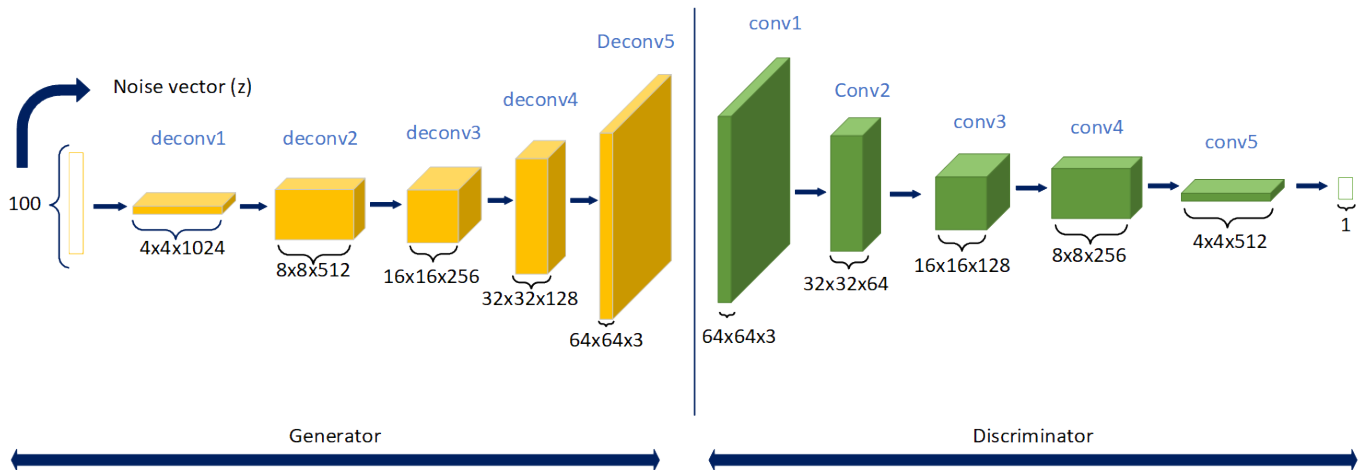 Noise vector (z)
100
deconv1
4x4x1024
deconv2
8x8x512
deconv3
16x16x256
deconv4
32x32x128
Deconv5
64x64x3
conv1
64x64x3
Conv2
32x32x64
conv3
16x16x128
conv4
8x8x256
conv5
4x4x512
1
Generator
Discriminator